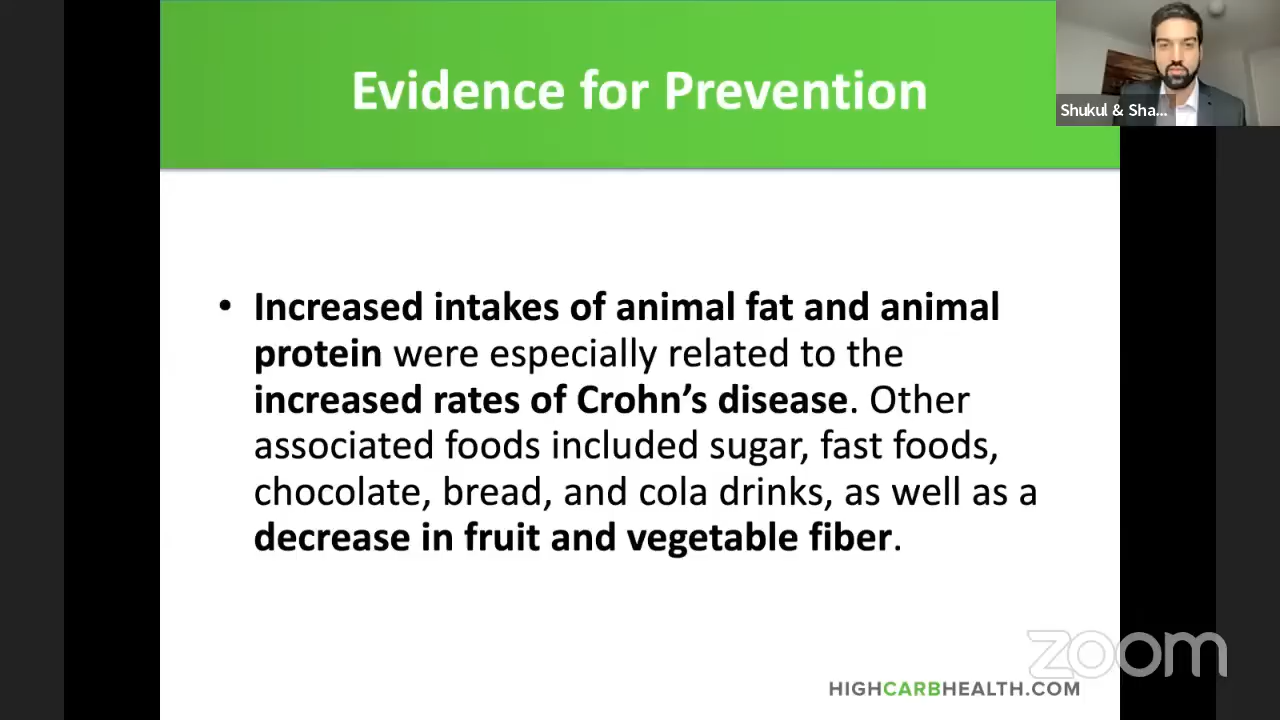 Evidence for Prevention
Shukul & Sha...
• Increased intakes of animal fat and animal
protein were especially related to the
increased rates of Crohn’s disease. Other
associated foods included sugar, fast foods,
chocolate, bread, and cola drinks, as well as a
decrease in fruit and vegetable fiber.
zoom
HIGHCARBHEALTH.COM